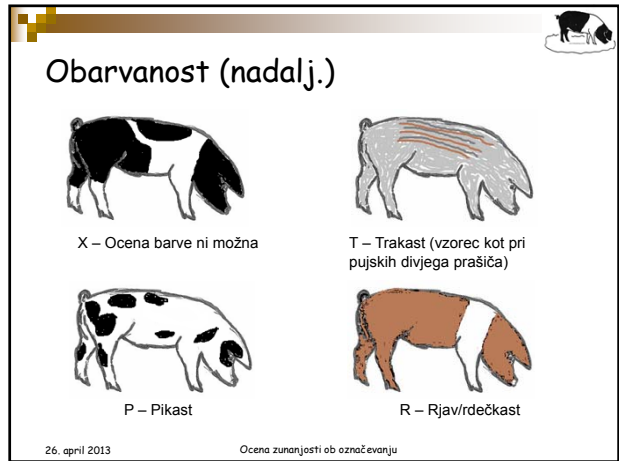 Obarvanost (nadalj.)
X – Ocena barve ni možna
T – Trakast (vzorec kot pri
pujskih divjega prašiča)
P – Pikast
R – Rjav/rdečkast
26. april 2013
Ocena zunanjosti ob označevanju